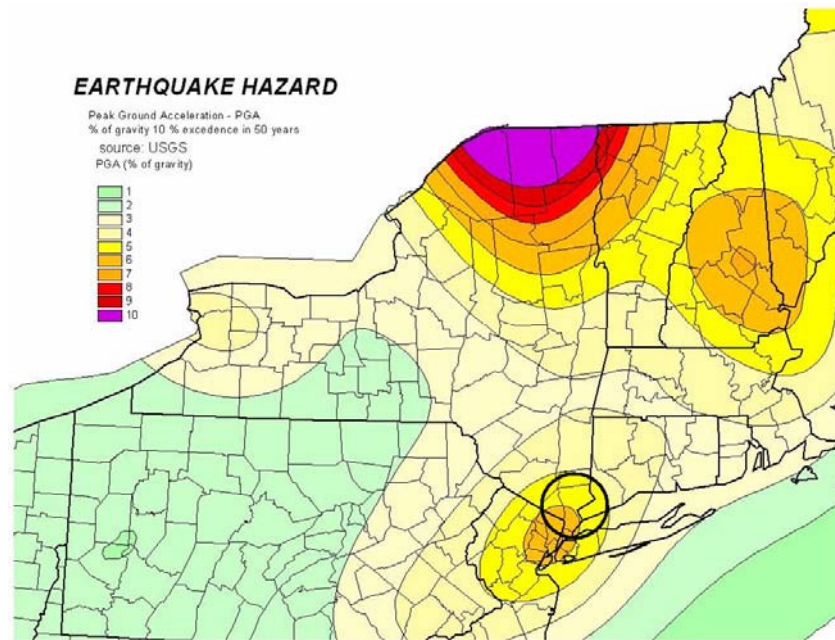 EARTHQUAKE HAZARD
Peak Ground Acceleration - PGA
% of gravity 10 % excedence in 50 years
source: USGS
PGA (% of gravity)
1
2
3
4
5
6
7
8
9
10